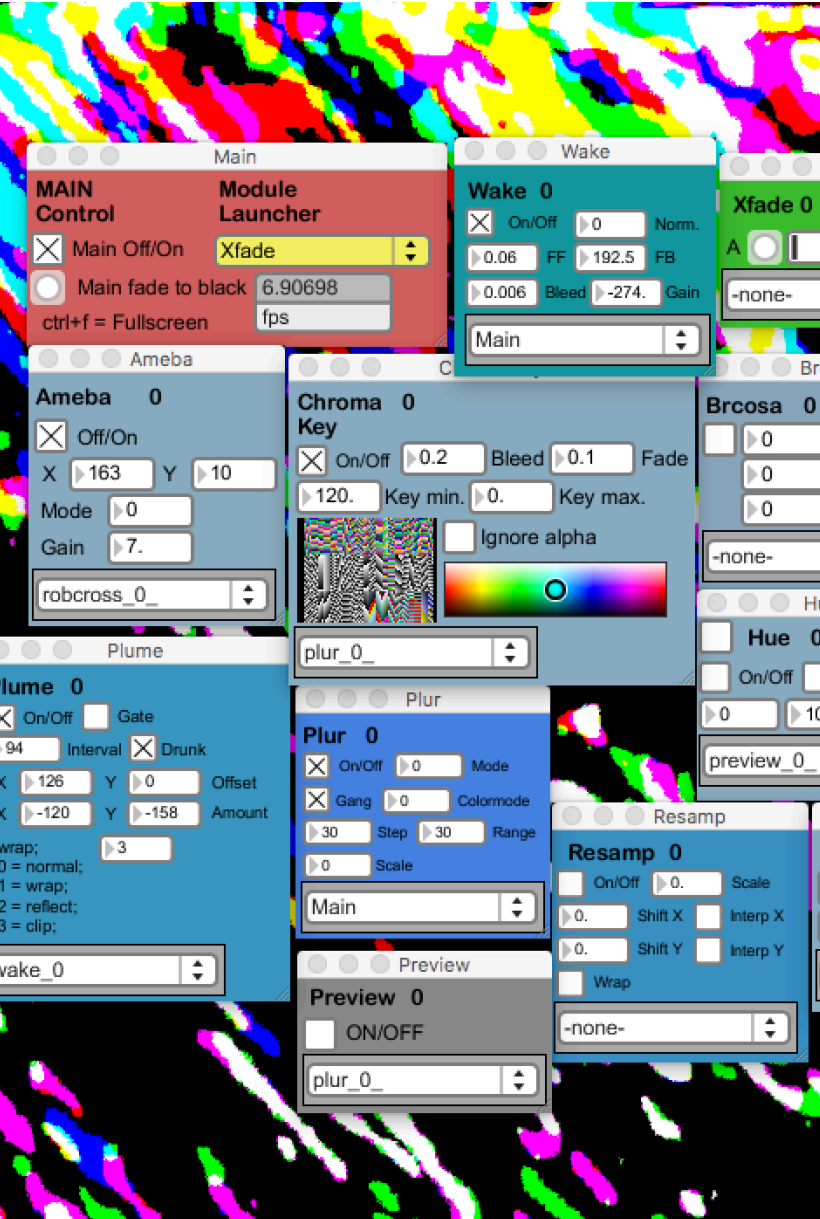 Main
MAIN Control
Module Launcher
Main Off/On
Xfade
Main fade to black
6.90698
ctrl+f = Fullscreen
fps
Wake
Wake 0
On/Off
0
Norm.
0.06
FF
192.5
FB
0.006
Bleed
-274.
Gain
Main
Xfade 0
A
-none-
Ameba
Ameba 0
Off/On
X
163
Y
10
Mode
0
Gain
7.
robcross_0_
Chroma Key 0
On/Off
0.2
Bleed
0.1
Fade
120.
Key min.
0.
Key max.
Ignore alpha
plur_0_
Brcosa 0
0
0
0
-none-
Hue 0
On/Off
0
preview_0_
Plume
Plume 0
On/Off
Gate
94
Interval
Drunk
X
126
Y
0
Offset
X
-120
Y
-158
Amount
wrap;
3
0 = normal;
1 = wrap;
2 = reflect;
3 = clip;
wake_0
Plur
Plur 0
On/Off
0
Mode
Gang
0
Colormode
30
Step
30
Range
0
Scale
Main
Resamp
Resamp 0
On/Off
0.
Scale
0.
Shift X
Interp X
0.
Shift Y
Interp Y
Wrap
-none-
Preview
Preview 0
ON/OFF
plur_0_